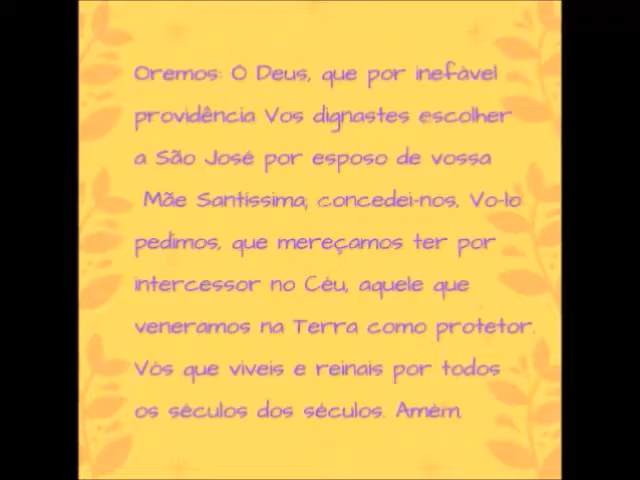 Oremos: Ó Deus, que por inefável
providência Vos dignastes escolher
a São José por esposo de vossa
Mãe Santíssima, concedei-nos, Vo-lo
pedimos, que mereçamos ter por
intercessor no Céu, aquele que
veneramos na Terra como protetor.
Vós que viveis e reinais por todos
os séculos dos séculos. Amém.